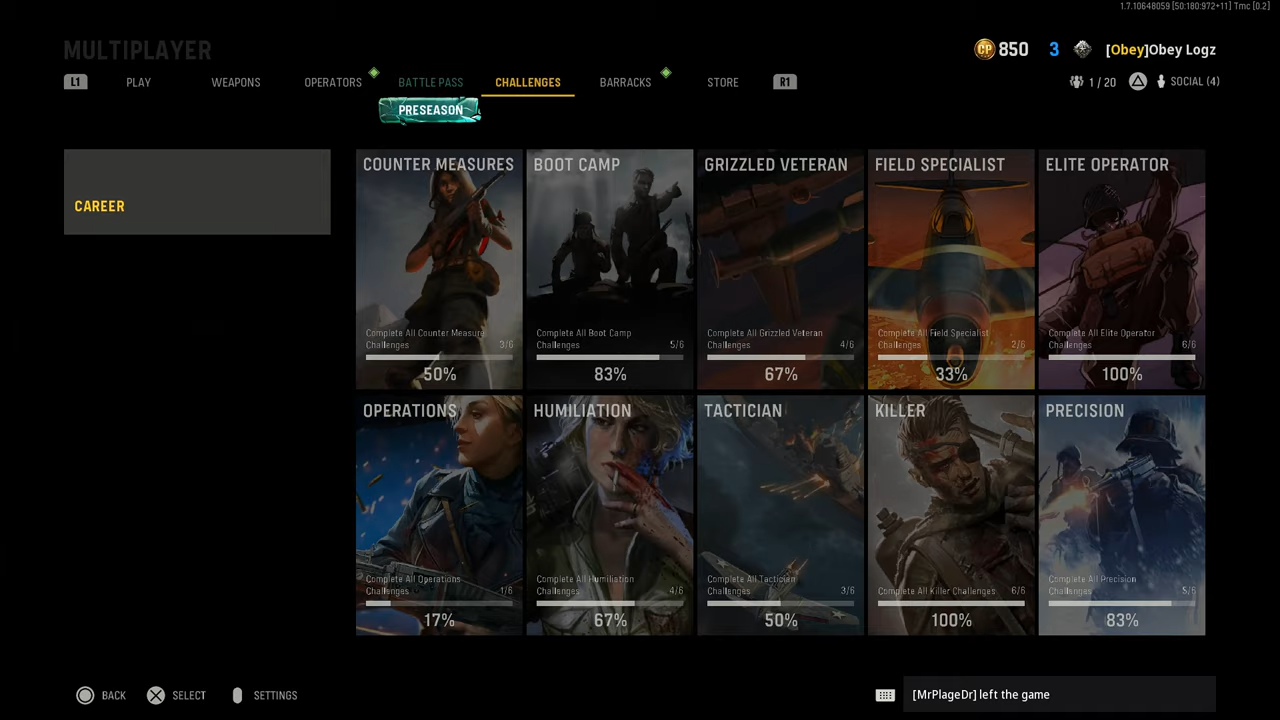 1.7.10648059 [50:180:972+11] Tmc [0.2]
MULTIPLAYER
CP 850 3 [Obey]Obey Logz
L1 PLAY WEAPONS OPERATORS BATTLE PASS CHALLENGES BARRACKS STORE R1 1 / 20 SOCIAL (4)
PRESEASON
CAREER
COUNTER MEASURES
Complete All Counter Measure
Challenges 3/6
50%
BOOT CAMP
Complete All Boot Camp
Challenges 5/6
83%
GRIZZLED VETERAN
Complete All Grizzled Veteran
Challenges 4/6
67%
FIELD SPECIALIST
Complete All Field Specialist
Challenges 2/6
33%
ELITE OPERATOR
Complete All Elite Operator
Challenges 6/6
100%
OPERATIONS
Complete All Operations
Challenges 1/6
17%
HUMILIATION
Complete All Humiliation
Challenges 4/6
67%
TACTICIAN
Complete All Tactician
Challenges 3/6
50%
KILLER
Complete All Killer Challenges 6/6
100%
PRECISION
Complete All Precision
Challenges 5/6
83%
BACK SELECT SETTINGS
[MrPlageDr] left the game